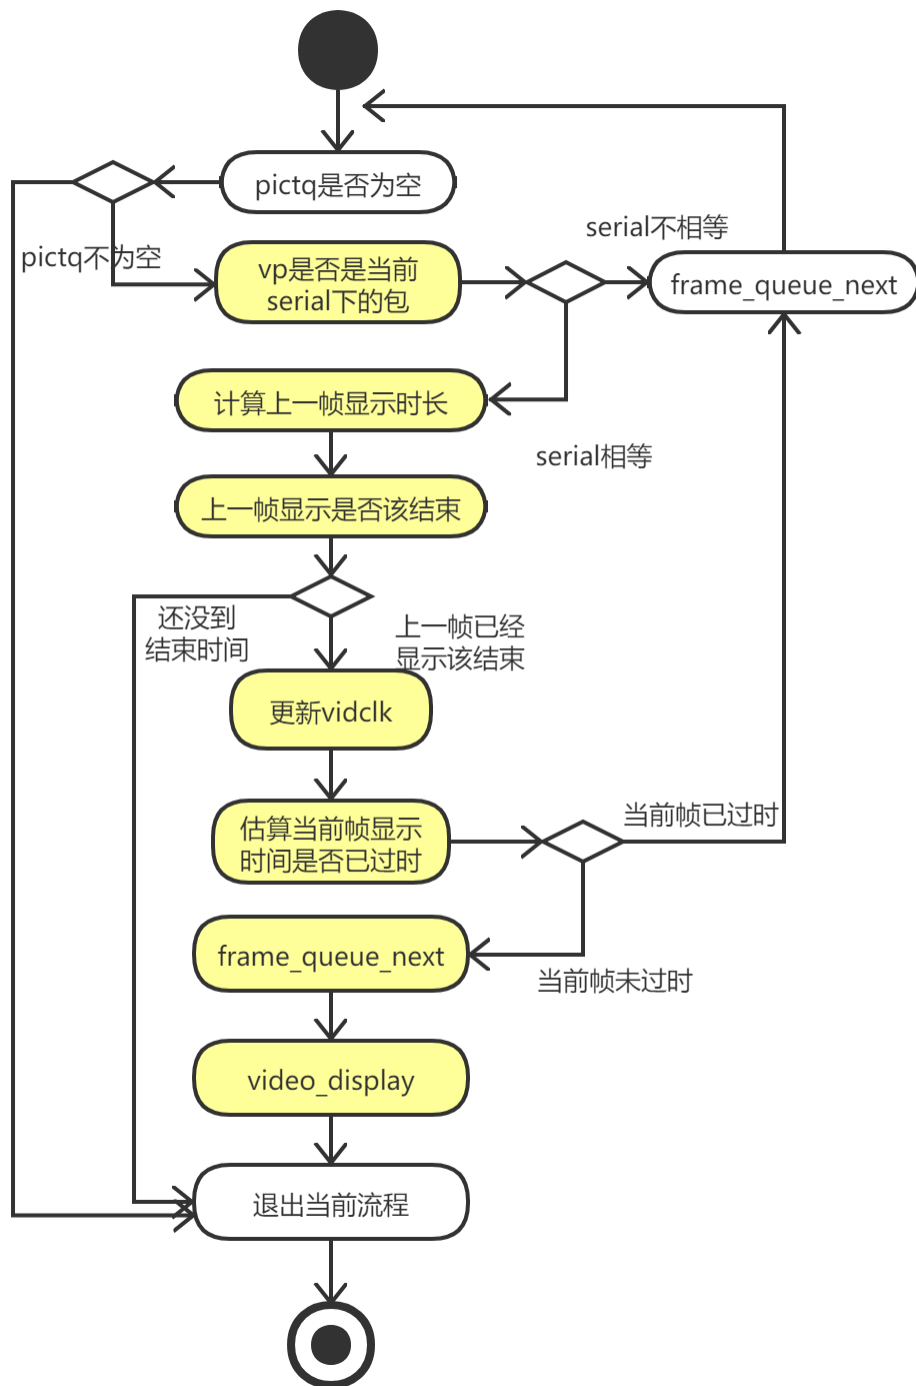 pictq是否为空
pictq不为空
vp是否是当前
serial下的包
serial不相等
frame_queue_next
计算上一帧显示时长
serial相等
上一帧显示是否该结束
还没到
结束时间
上一帧已经
显示该结束
更新vidclk
估算当前帧显示
时间是否已过时
当前帧已过时
frame_queue_next
当前帧未过时
video_display
退出当前流程